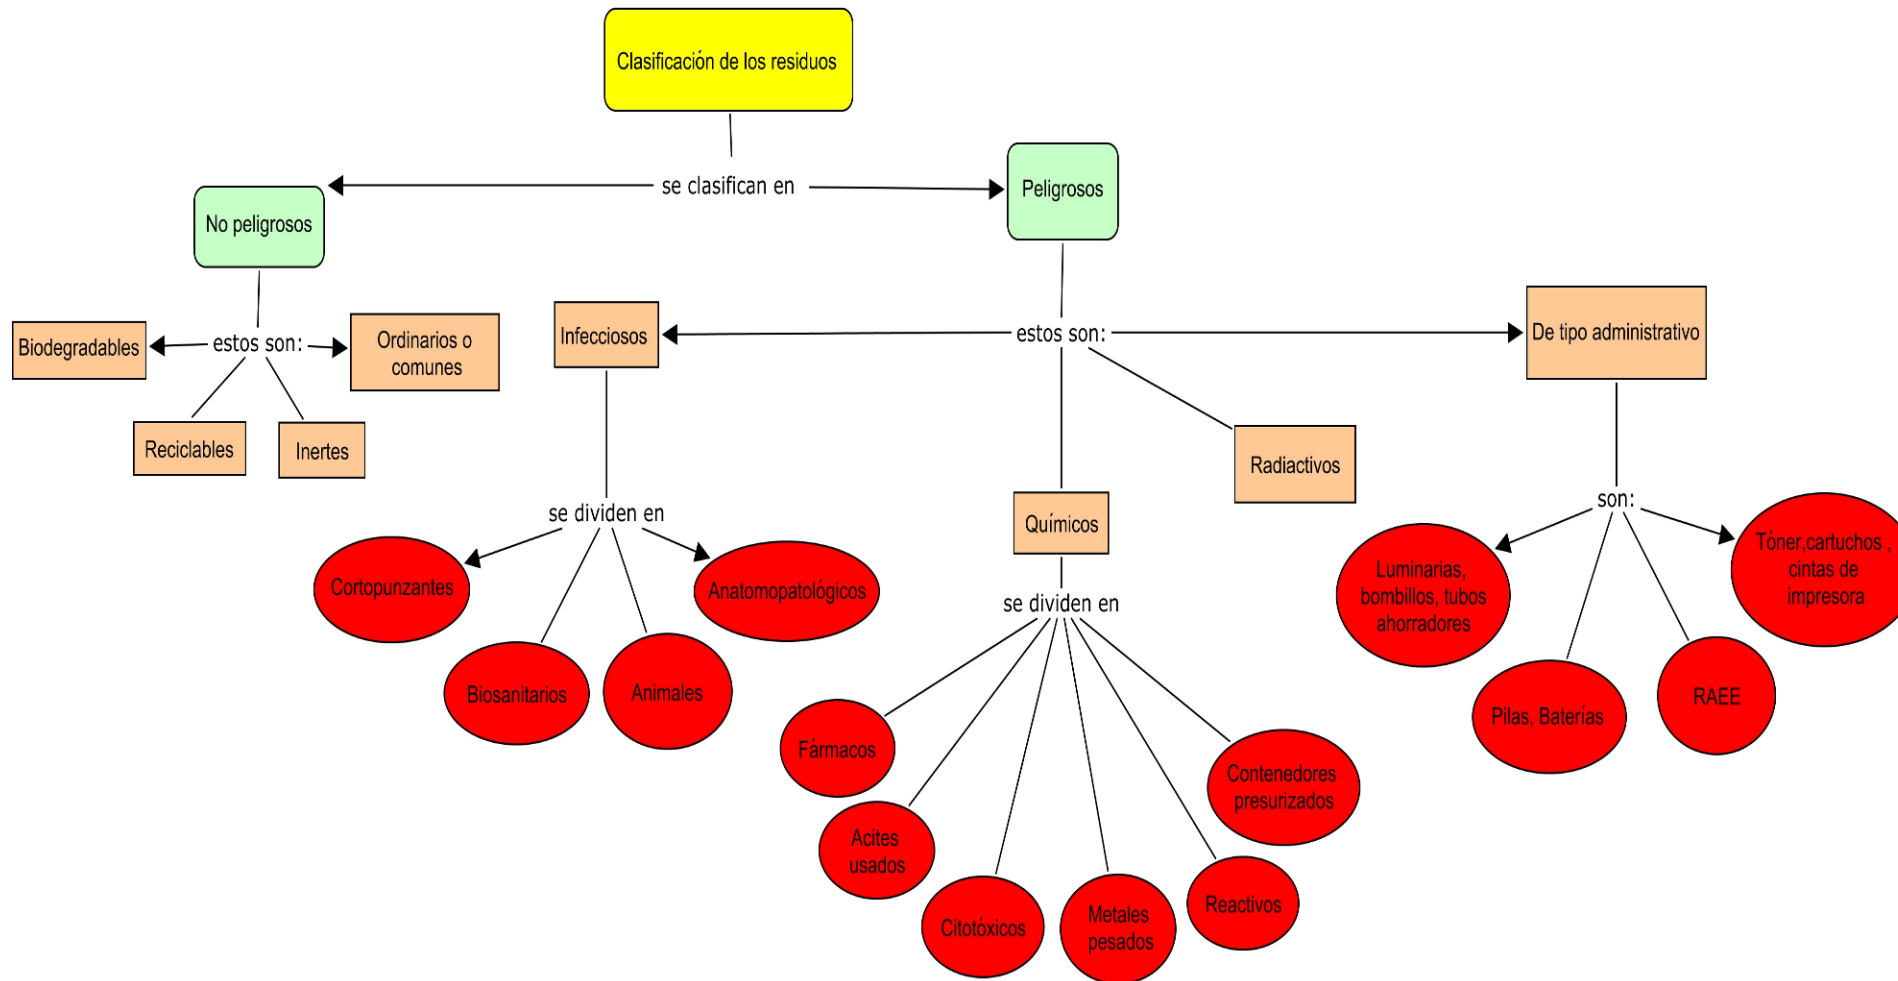 Clasificación de los residuos
se clasifican en
Peligrosos
No peligrosos
estos son:
Biodegradables
Ordinarios o
comunes
Reciclables
Inertes
estos son:
Infecciosos
De tipo administrativo
Radiactivos
Químicos
se dividen en
Cortopunzantes
Biosanitarios
Animales
Anatomopatológicos
se dividen en
Fármacos
Acites
usados
Citotóxicos
Metales
pesados
Reactivos
Contenedores
presurizados
son:
Luminarias,
bombillos, tubos
ahorradores
Pilas, Baterías
RAEE
Tóner,cartuchos ,
cintas de
impresora